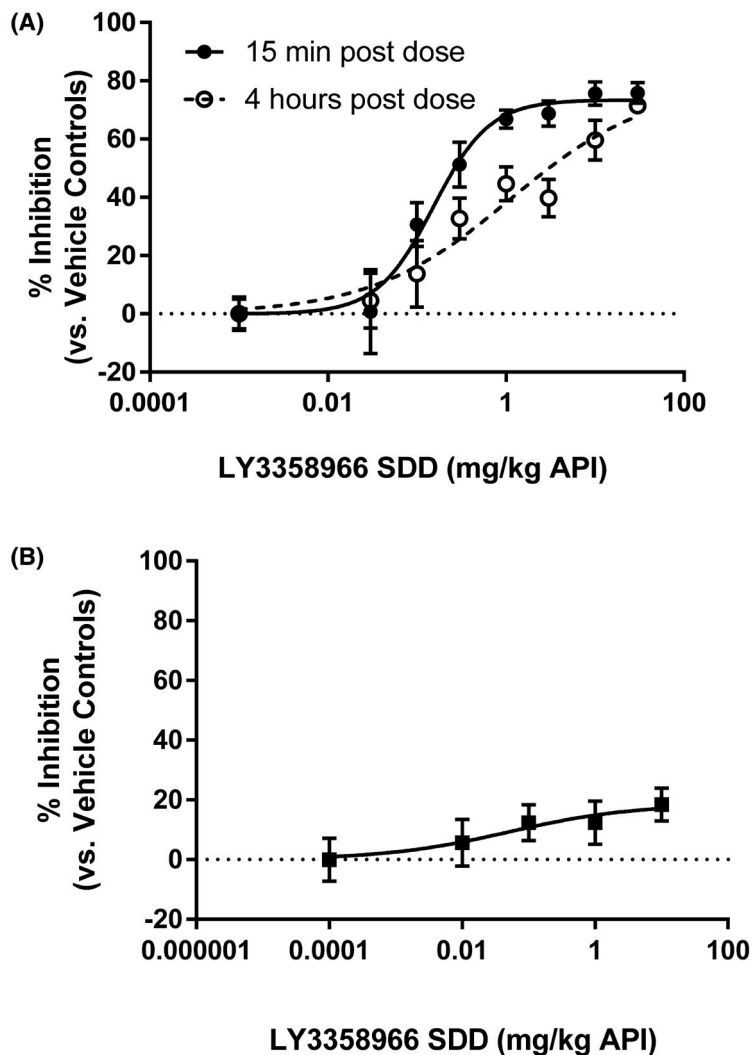 (A)
% Inhibition
(vs. Vehicle Controls)
100
80
60
40
20
0
-20
15 min post dose
4 hours post dose
0.0001
0.01
1
100
LY3358966 SDD (mg/kg API)
(B)
% Inhibition
(vs. Vehicle Controls)
100
80
60
40
20
0
-20
0.000001
0.0001
0.01
1
100
LY3358966 SDD (mg/kg API)